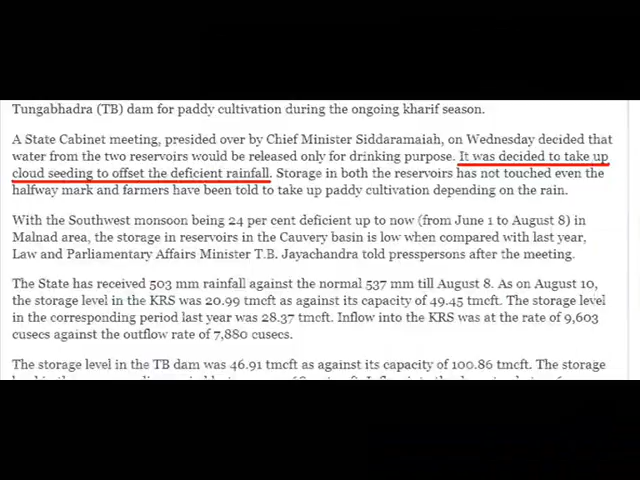 Tungabhadra (TB) dam for paddy cultivation during the ongoing kharif season.
A State Cabinet meeting, presided over by Chief Minister Siddaramaiah, on Wednesday decided that
water from the two reservoirs would be released only for drinking purpose. It was decided to take up
cloud seeding to offset the deficient rainfall. Storage in both the reservoirs has not touched even the
halfway mark and farmers have been told to take up paddy cultivation depending on the rain.
With the Southwest monsoon being 24 per cent deficient up to now (from June 1 to August 8) in
Malnad area, the storage in reservoirs in the Cauvery basin is low when compared with last year,
Law and Parliamentary Affairs Minister T.B. Jayachandra told presspersons after the meeting.
The State has received 503 mm rainfall against the normal 537 mm till August 8. As on August 10,
the storage level in the KRS was 20.99 tmcft as against its capacity of 49.45 tmcft. The storage level
in the corresponding period last year was 28.37 tmcft. Inflow into the KRS was at the rate of 9,603
cusecs against the outflow rate of 7,880 cusecs.
The storage level in the TB dam was 46.91 tmcft as against its capacity of 100.86 tmcft. The storage